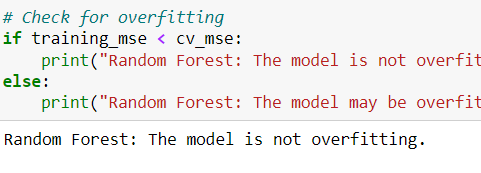 # Check for overfitting
if training_mse < cv_mse:
    print("Random Forest: The model is not overfit
else:
    print("Random Forest: The model may be overfit
Random Forest: The model is not overfitting.